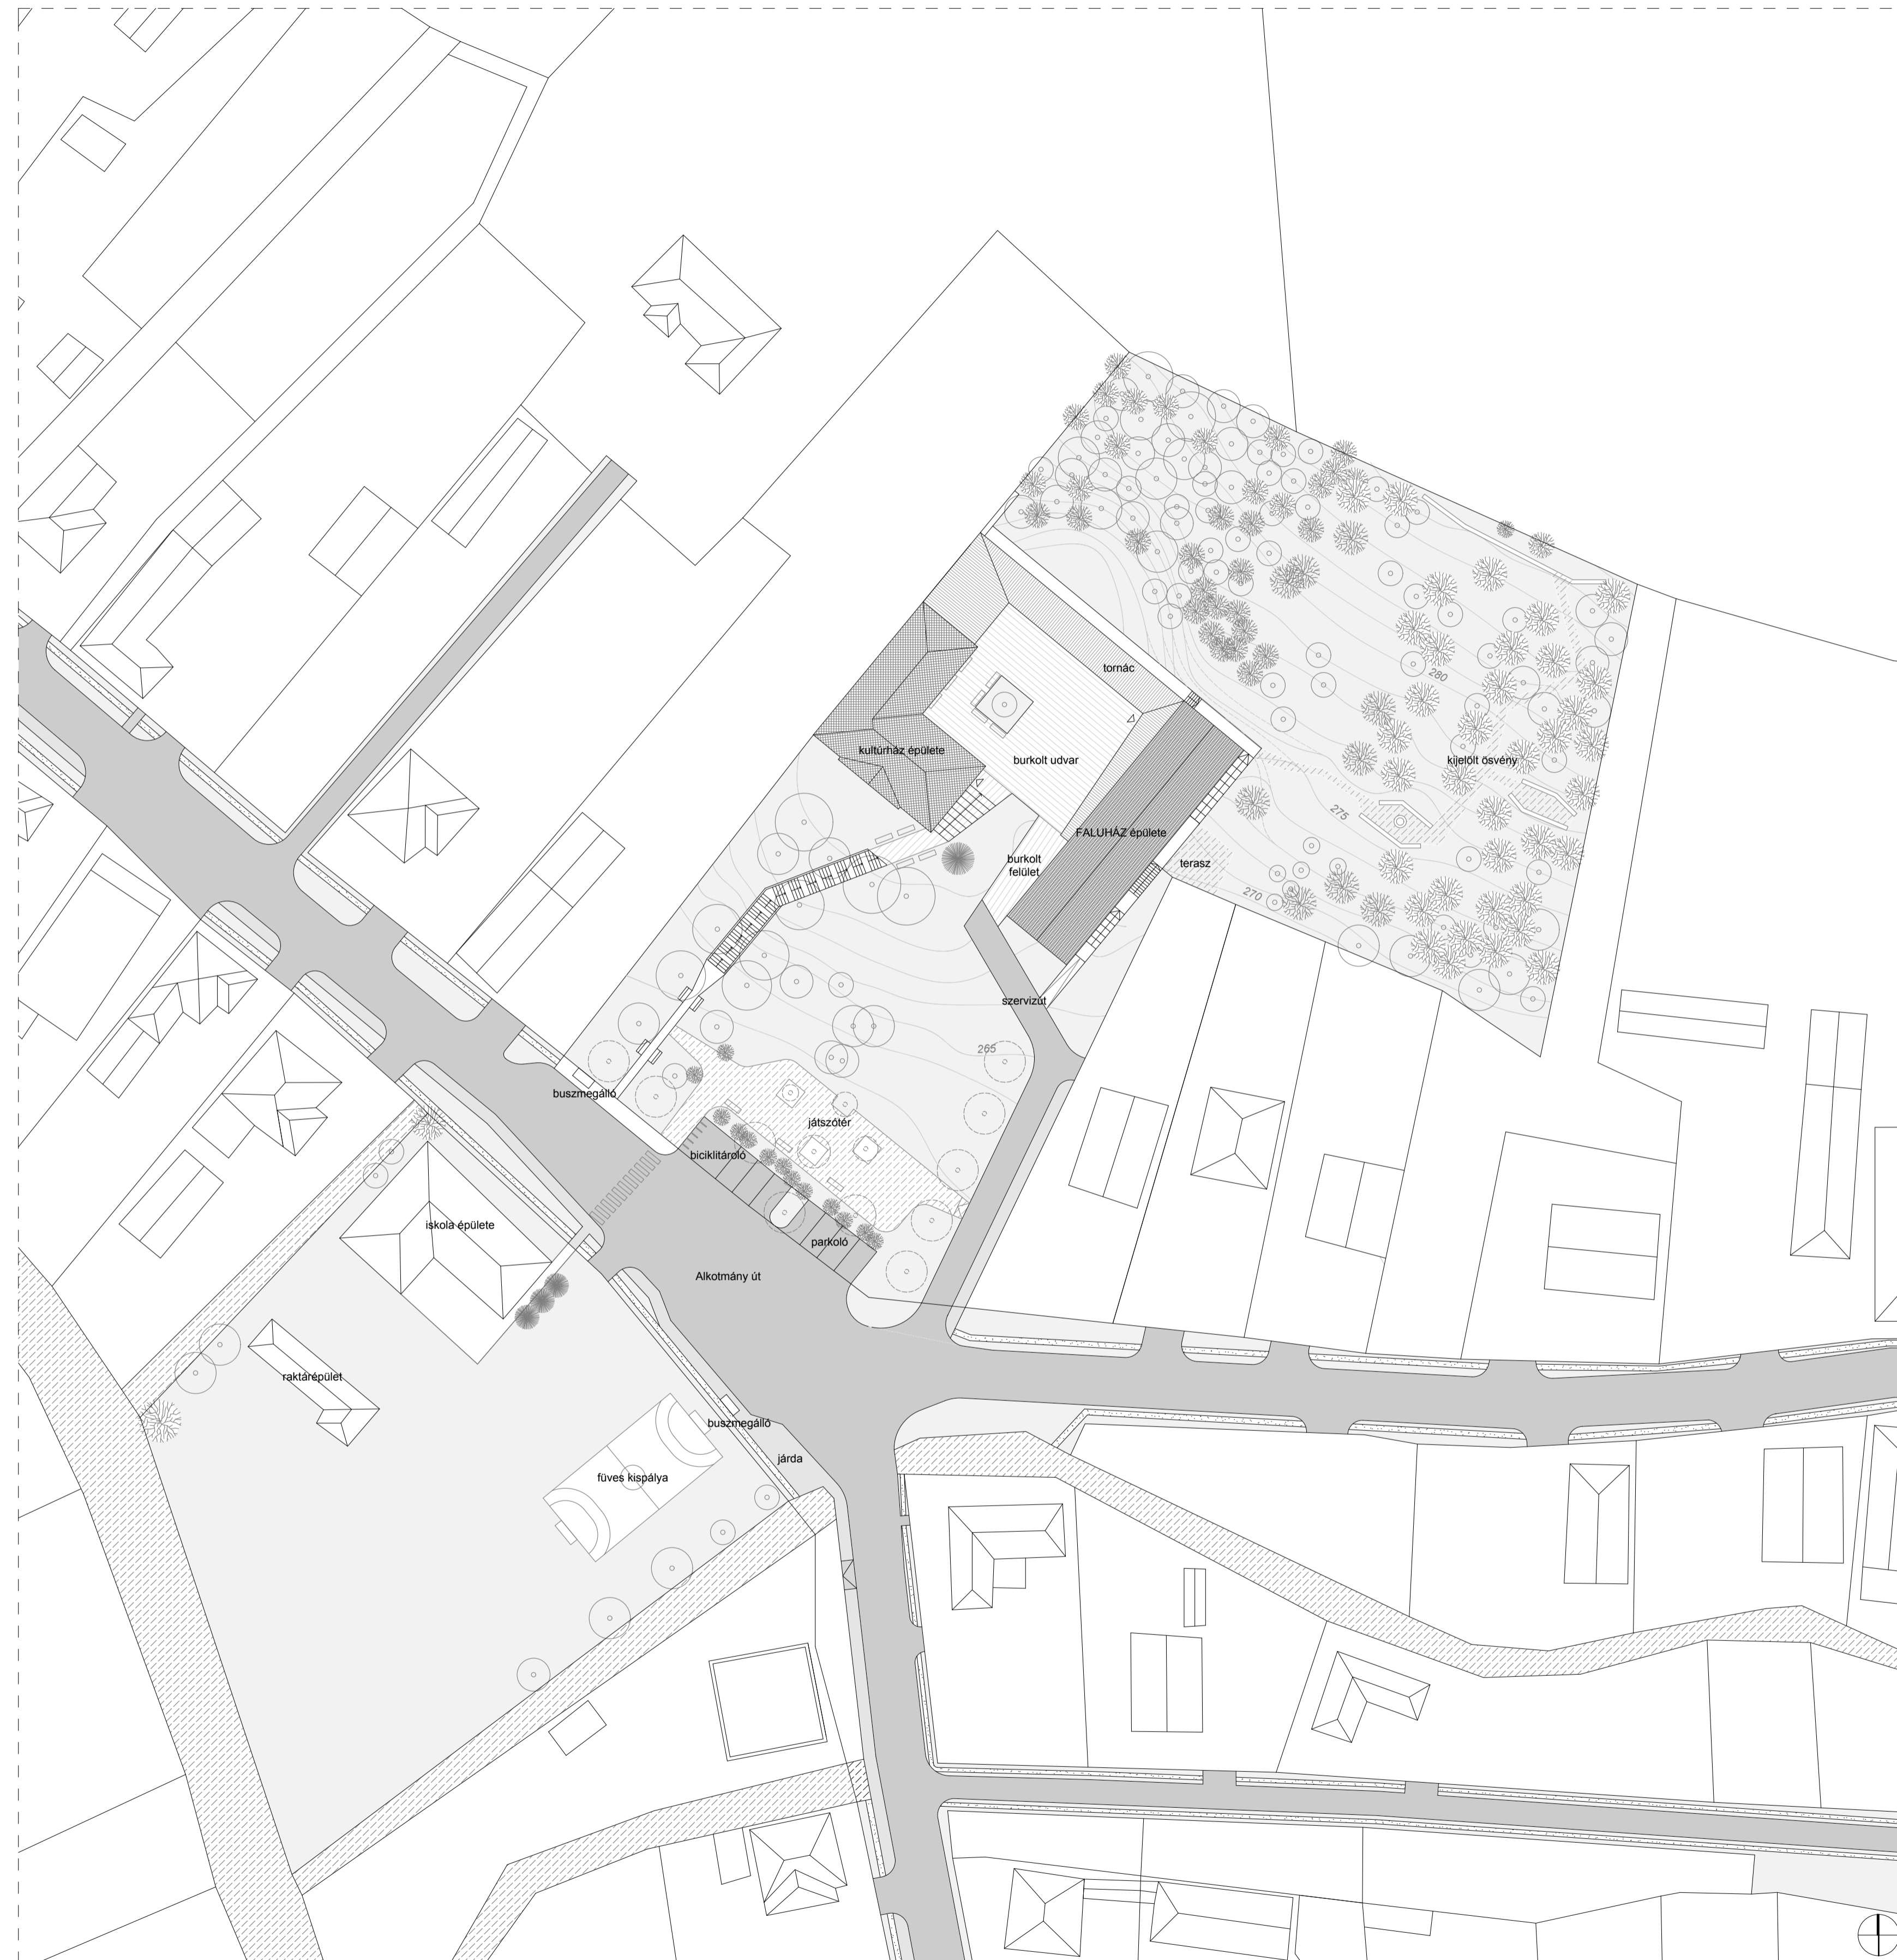 tornác
280
kultúrház épülete
burkolt udvar
kijelölt ösvény
275
FALUHÁZ épülete
burkolt
felület
terasz
270
szervizút
265
buszmegálló
játszótér
biciklitároló
iskola épülete
parkoló
Alkotmány út
raktárépület
buszmegálló
járda
füves kispálya